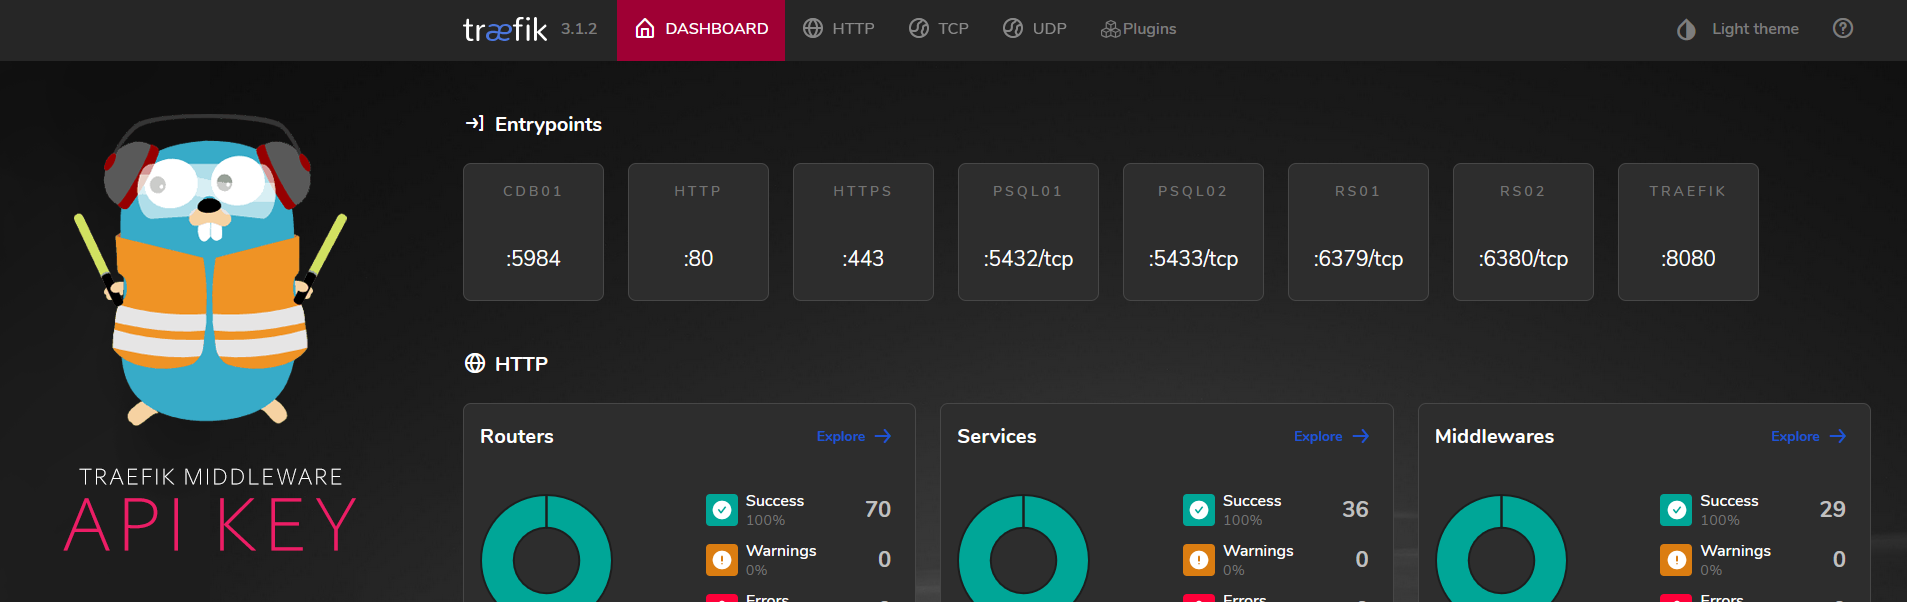 træfik 3.1.2 DASHBOARD HTTP TCP UDP Plugins Light theme
TRAEFIK MIDDLEWARE
API KEY
Entrypoints
CDB01
:5984
HTTP
:80
HTTPS
:443
PSQL01
:5432/tcp
PSQL02
:5433/tcp
RS01
:6379/tcp
RS02
:6380/tcp
TRAEFIK
:8080
HTTP
Routers Explore
Success 70
100%
Warnings 0
0%
Errors
Services Explore
Success 36
100%
Warnings 0
0%
Errors
Middlewares Explore
Success 29
100%
Warnings 0
0%
Errors